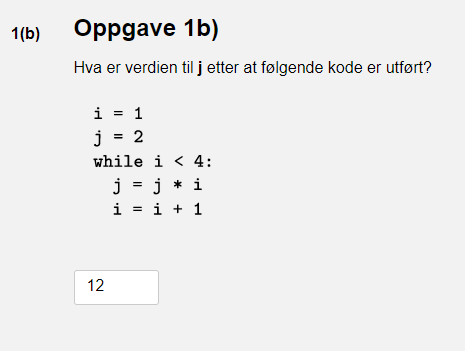 1(b) Oppgave 1b)
Hva er verdien til j etter at følgende kode er utført?
i = 1
j = 2
while i < 4:
  j = j * i
  i = i + 1
12